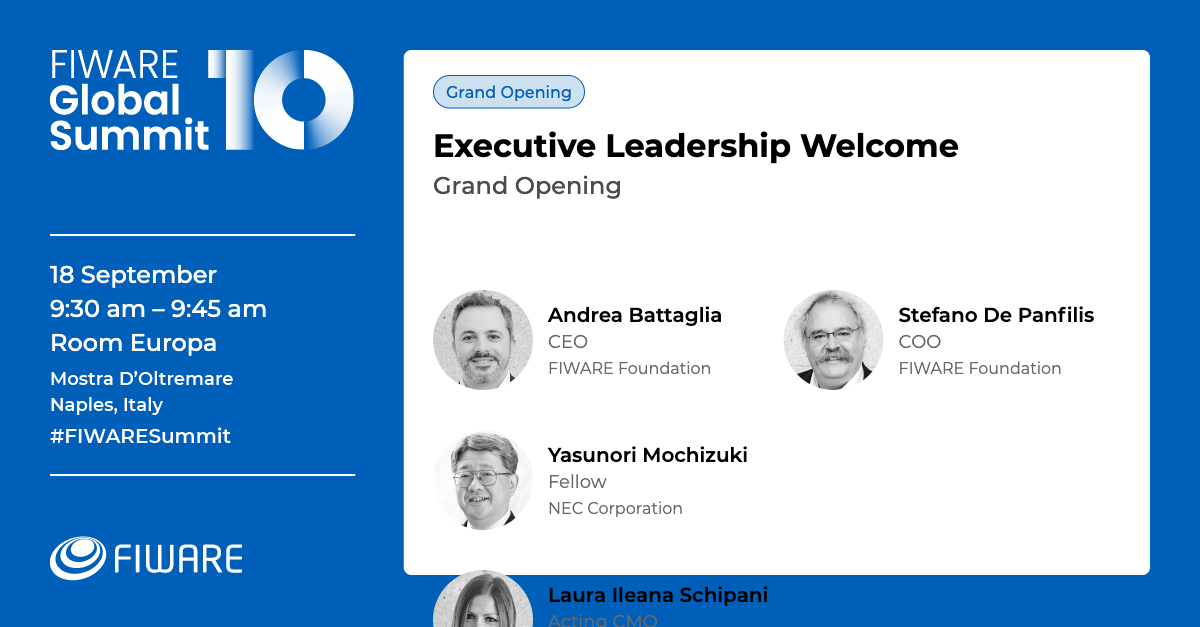 FIWARE
Global
Summit
10
18 September
9:30 am – 9:45 am
Room Europa
Mostra D’Oltremare
Naples, Italy
#FIWARESummit
FIWARE
Grand Opening
Executive Leadership Welcome
Grand Opening
Andrea Battaglia
CEO
FIWARE Foundation
Stefano De Panfilis
COO
FIWARE Foundation
Yasunori Mochizuki
Fellow
NEC Corporation
Laura Ileana Schipani
Acting CMO